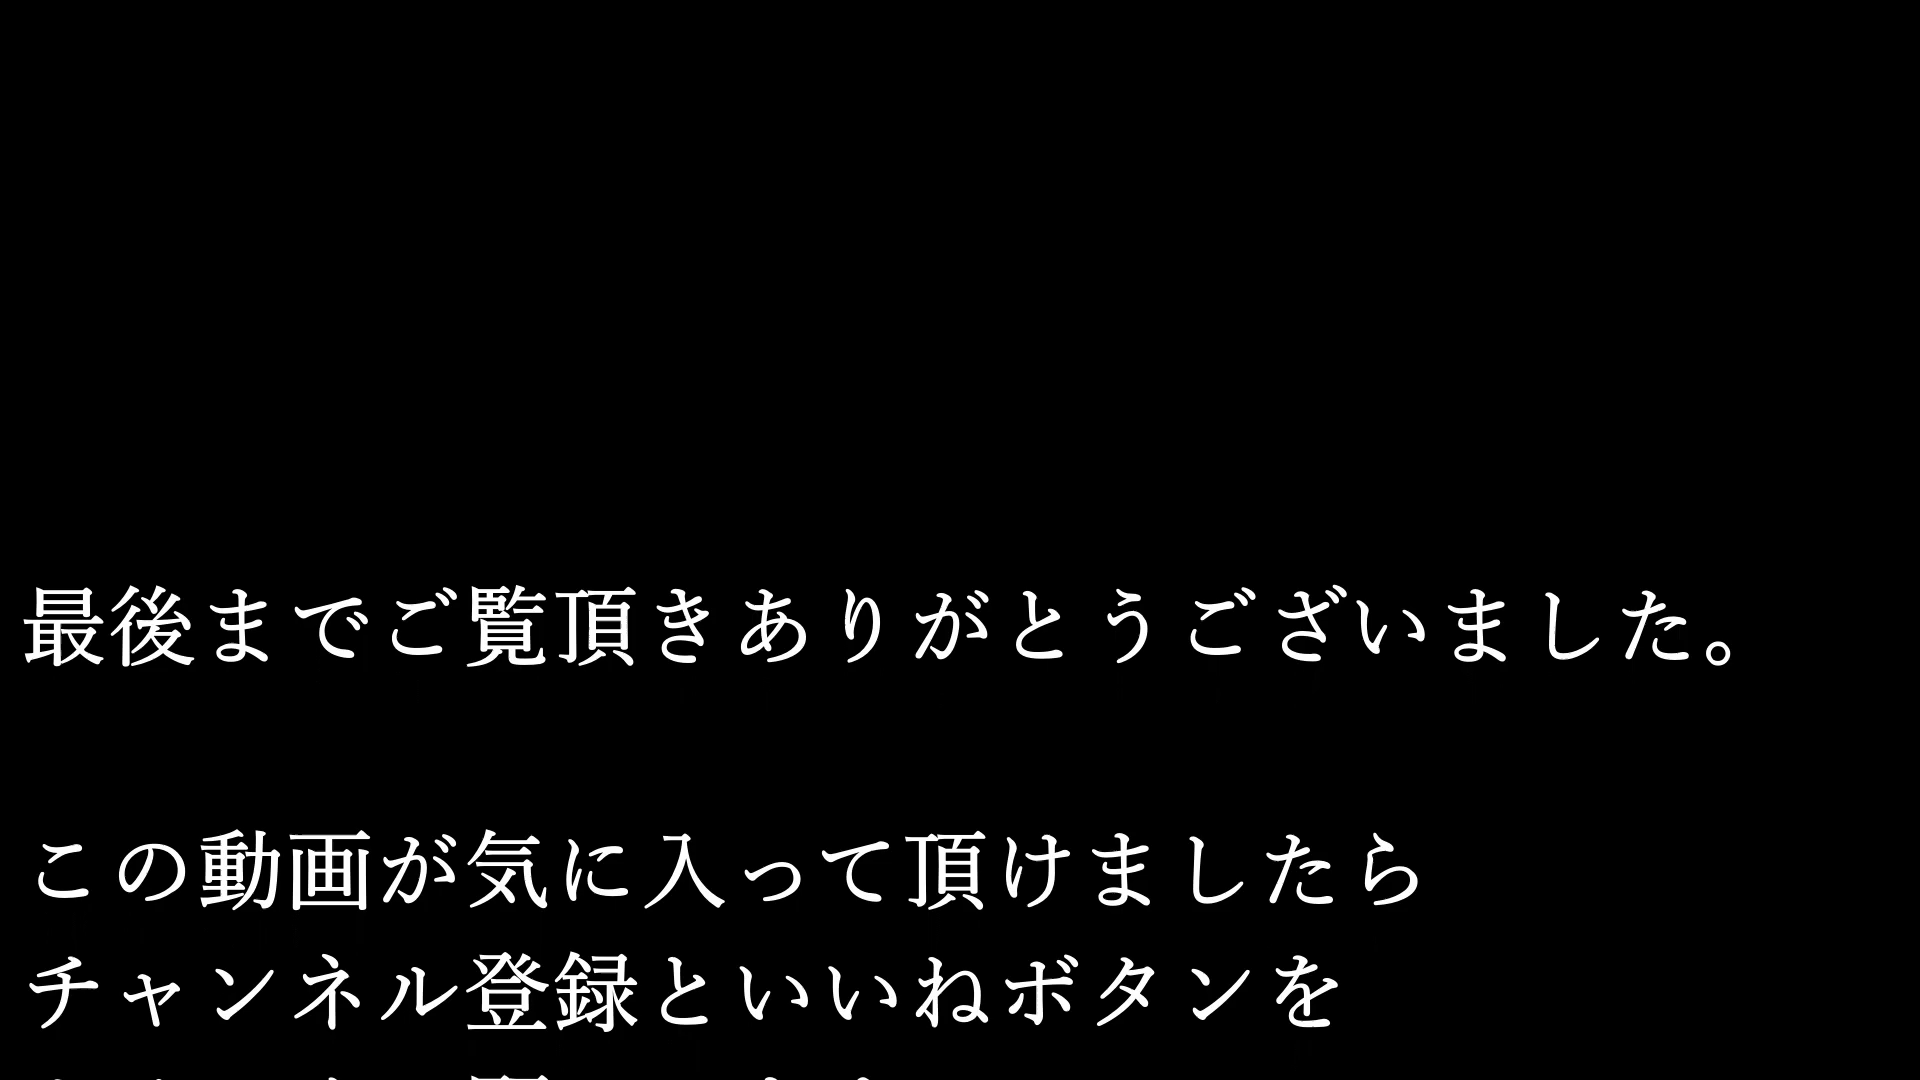 最後までご覧頂きありがとうございました。
この動画が気に入って頂けましたら
チャンネル登録といいねボタンを